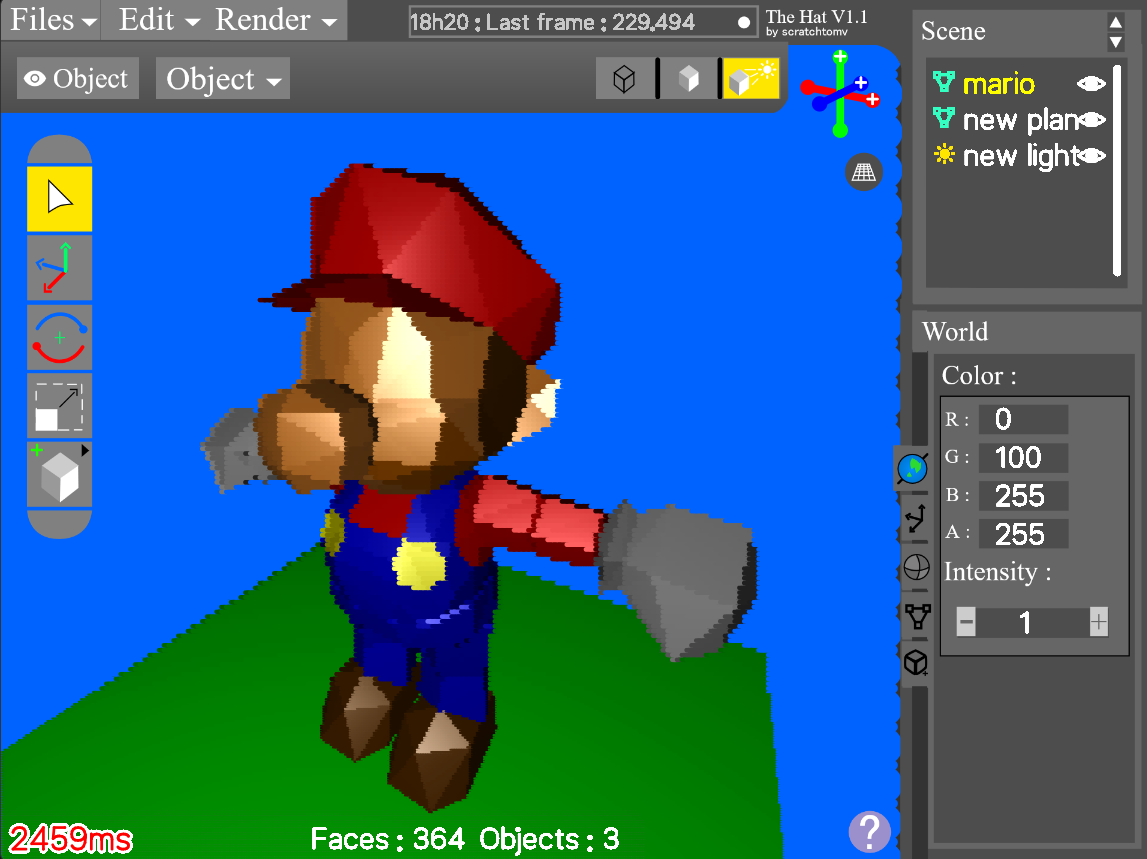 Files Edit Render
18h20 : Last frame : 229.494
The Hat V1.1
by scratchtomv
Object Object
Scene
mario
new plan
new light
World
Color :
R : 0
G : 100
B : 255
A : 255
Intensity :
- 1 +
?
2459ms
Faces : 364 Objects : 3